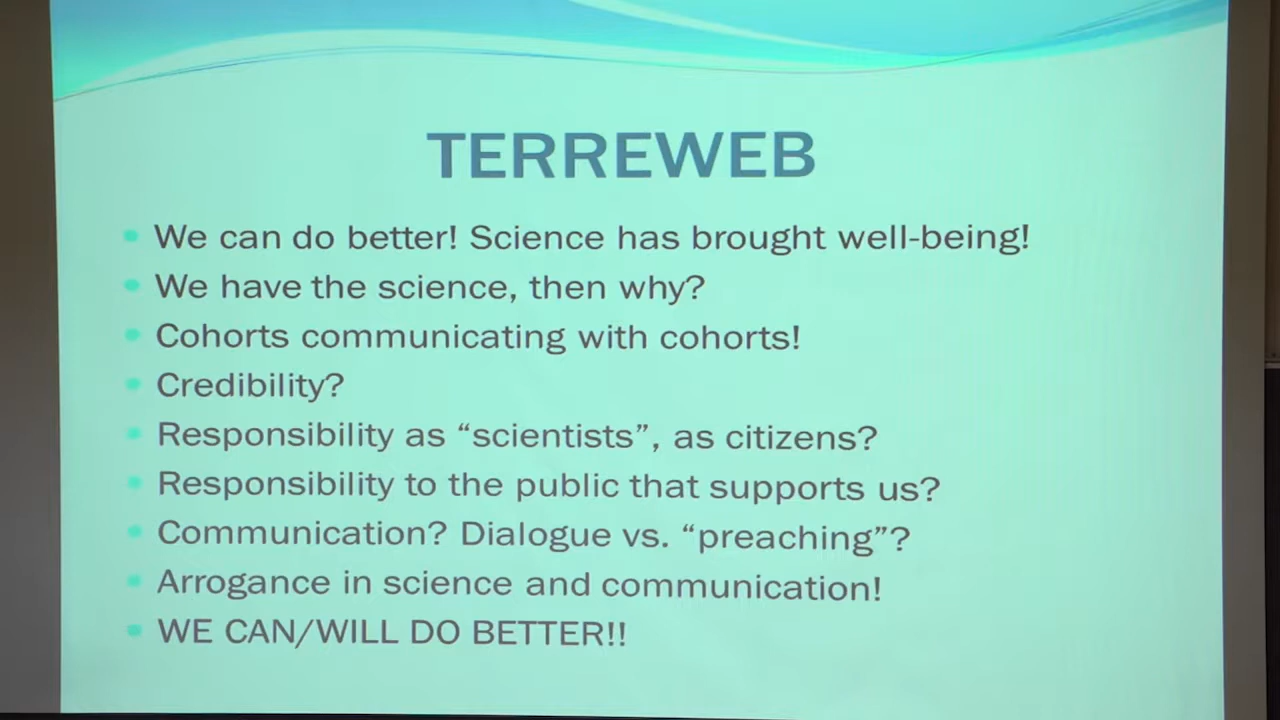 TERREWEB
• We can do better! Science has brought well-being!
• We have the science, then why?
• Cohorts communicating with cohorts!
• Credibility?
• Responsibility as “scientists”, as citizens?
• Responsibility to the public that supports us?
• Communication? Dialogue vs. “preaching”?
• Arrogance in science and communication!
• WE CAN/WILL DO BETTER!!